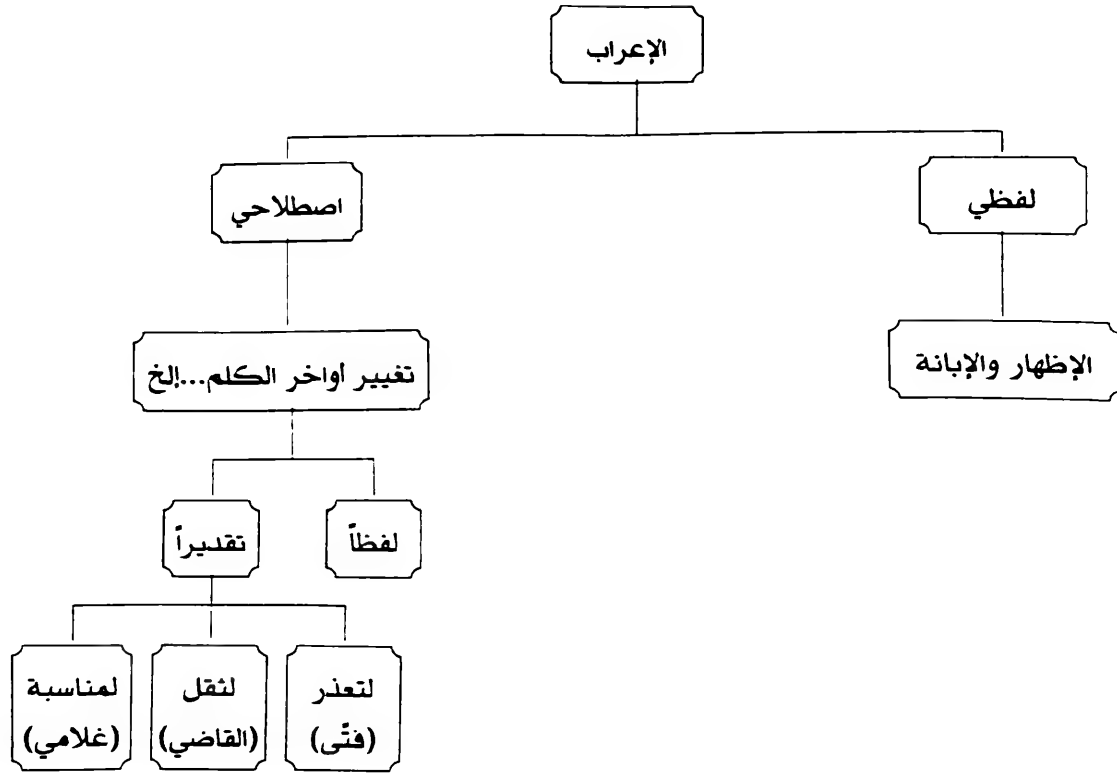 الإعراب
لفظي
اصطلاحي
الإظهار والإبانة
تغيير أواخر الكلم...إلخ
لفظاً
تقديراً
لتعذر
(فتًى)
لثقل
(القاضي)
لمناسبة
(غلامي)